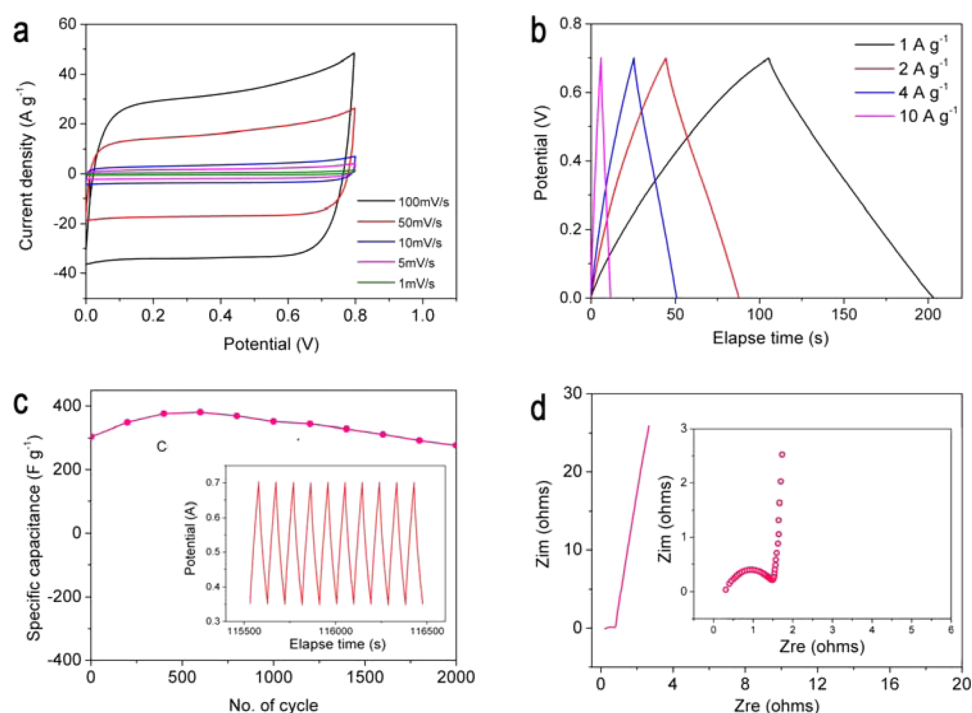 a
60
40
20
0
-20
-40
Current density (A g⁻¹)
0.0 0.2 0.4 0.6 0.8 1.0
Potential (V)
100mV/s
50mV/s
10mV/s
5mV/s
1mV/s
b
0.8
0.6
0.4
0.2
0.0
Potential (V)
0 50 100 150 200
Elapse time (s)
1 A g⁻¹
2 A g⁻¹
4 A g⁻¹
10 A g⁻¹
c
400
200
0
-200
-400
Specific capacitance (F g⁻¹)
0 500 1000 1500 2000
No. of cycle
C
0.7
0.6
0.5
0.4
0.3
Potential (A)
115500 116000 116500
Elapse time (s)
d
30
20
10
0
Zim (ohms)
0 4 8 12 16 20
Zre (ohms)
3
2
1
0
Zim (ohms)
0 1 2 3 4 5 6
Zre (ohms)